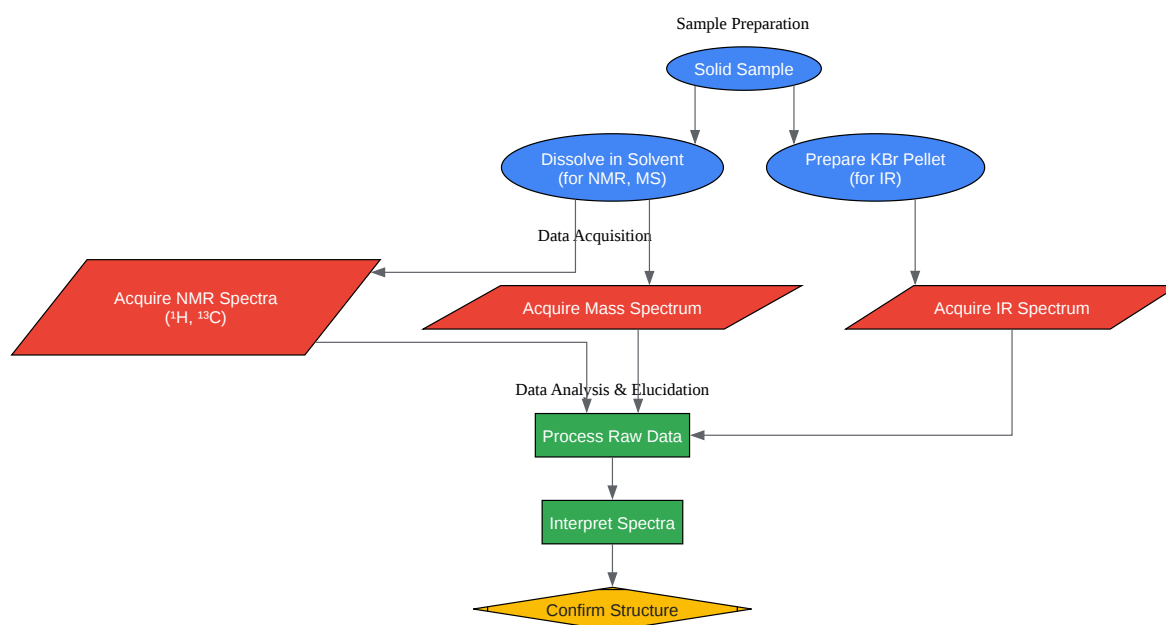 Sample Preparation
Solid Sample
Dissolve in Solvent
(for NMR, MS)
Prepare KBr Pellet
(for IR)
Data Acquisition
Acquire NMR Spectra
(¹H, ¹³C)
Acquire Mass Spectrum
Acquire IR Spectrum
Data Analysis & Elucidation
Process Raw Data
Interpret Spectra
Confirm Structure